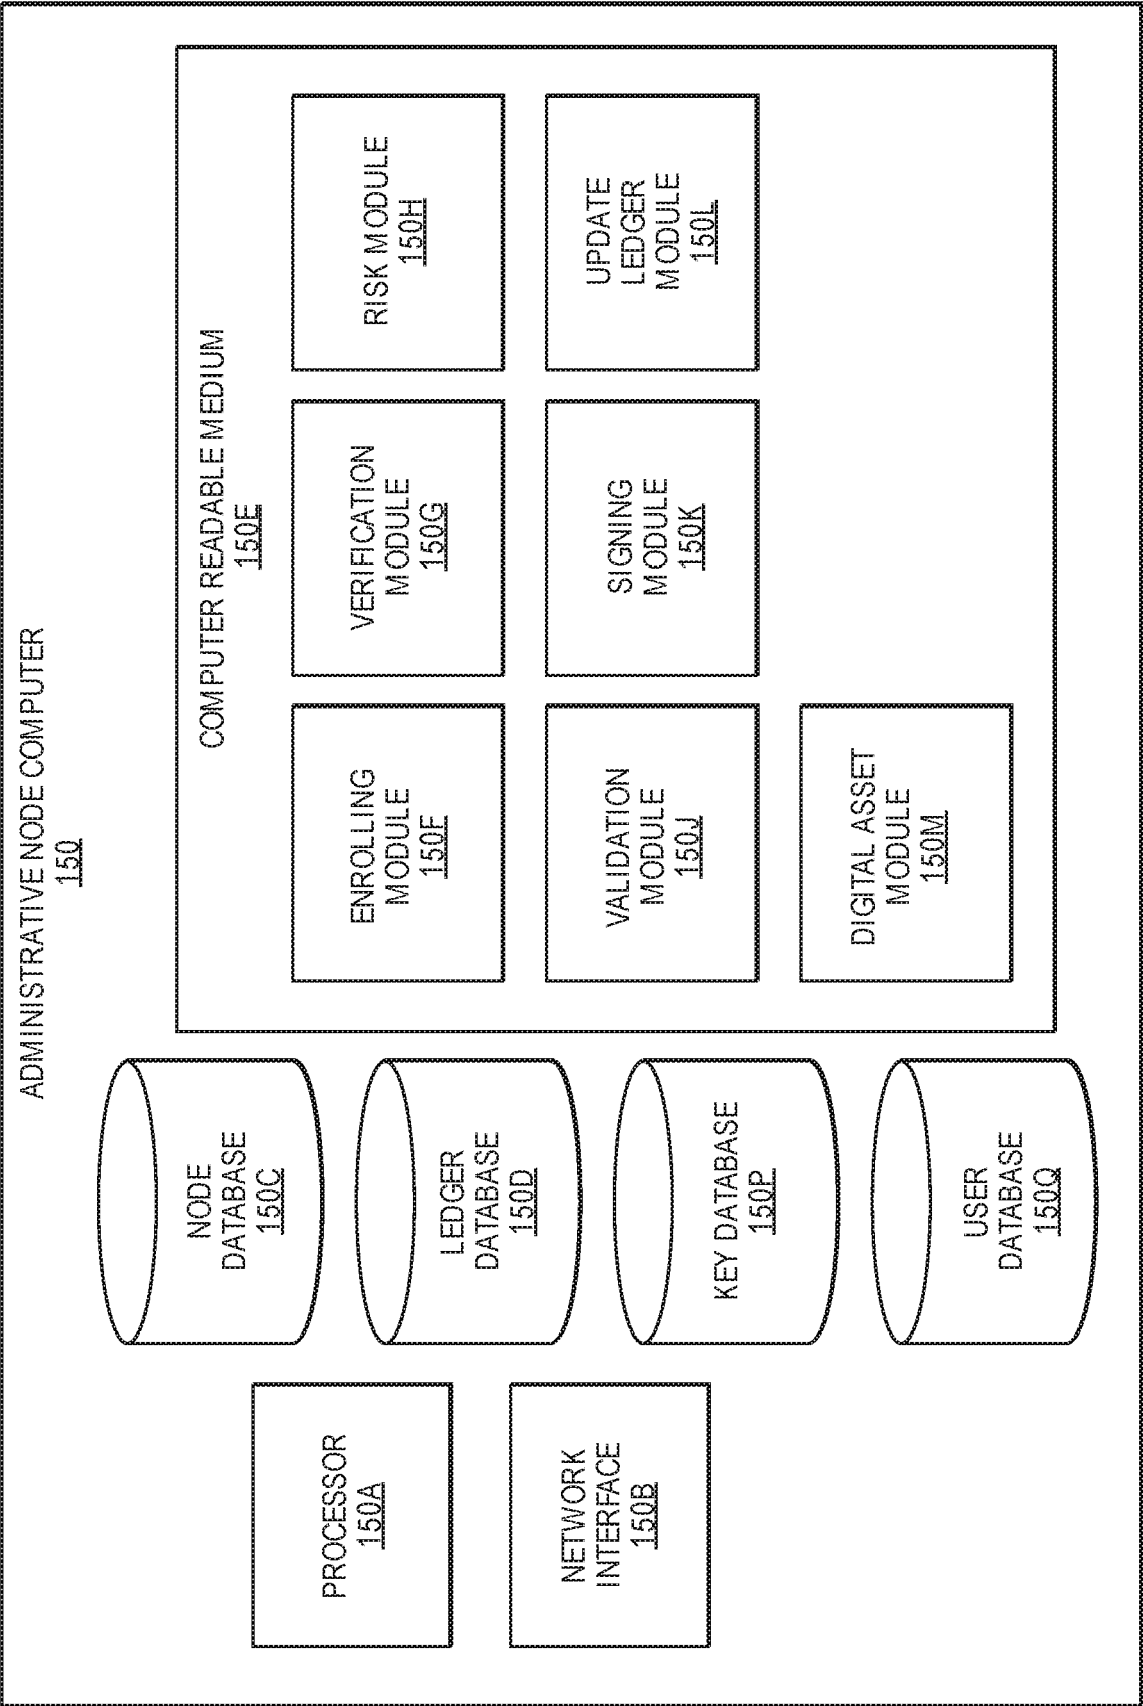 ADMINISTRATIVE NODE COMPUTER
150
PROCESSOR
150A
NETWORK
INTERFACE
150B
NODE
DATABASE
150C
LEDGER
DATABASE
150D
KEY DATABASE
150P
USER
DATABASE
150Q
COMPUTER READABLE MEDIUM
150E
ENROLLING
MODULE
150F
VERIFICATION
MODULE
150G
RISK MODULE
150H
VALIDATION
MODULE
150J
SIGNING
MODULE
150K
UPDATE
LEDGER
MODULE
150L
DIGITAL ASSET
MODULE
150M